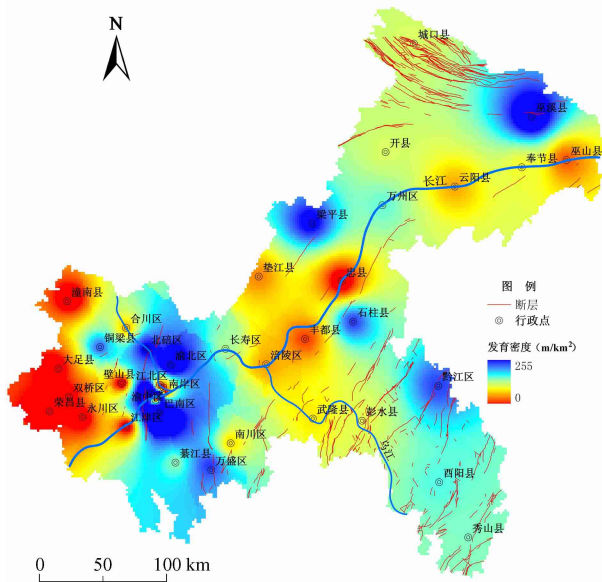 N
城口县
巫溪县
开县
巫山县
奉节县
云阳县
长江
万州区
梁平县
忠县
垫江县
石柱县
丰都县
潼南县
合川区
铜梁县
北碚区
渝北区
长寿区
涪陵区
大足县
璧山县
江北区
双桥区
南岸区
渝中区
荣昌县
永川区
巴南区
江津区
武隆县
彭水县
黔江区
南川区
乌江
綦江县
万盛区
酉阳县
秀山县
图 例
断层
行政点
发育密度 (m/km²)
255
0
0 50 100 km